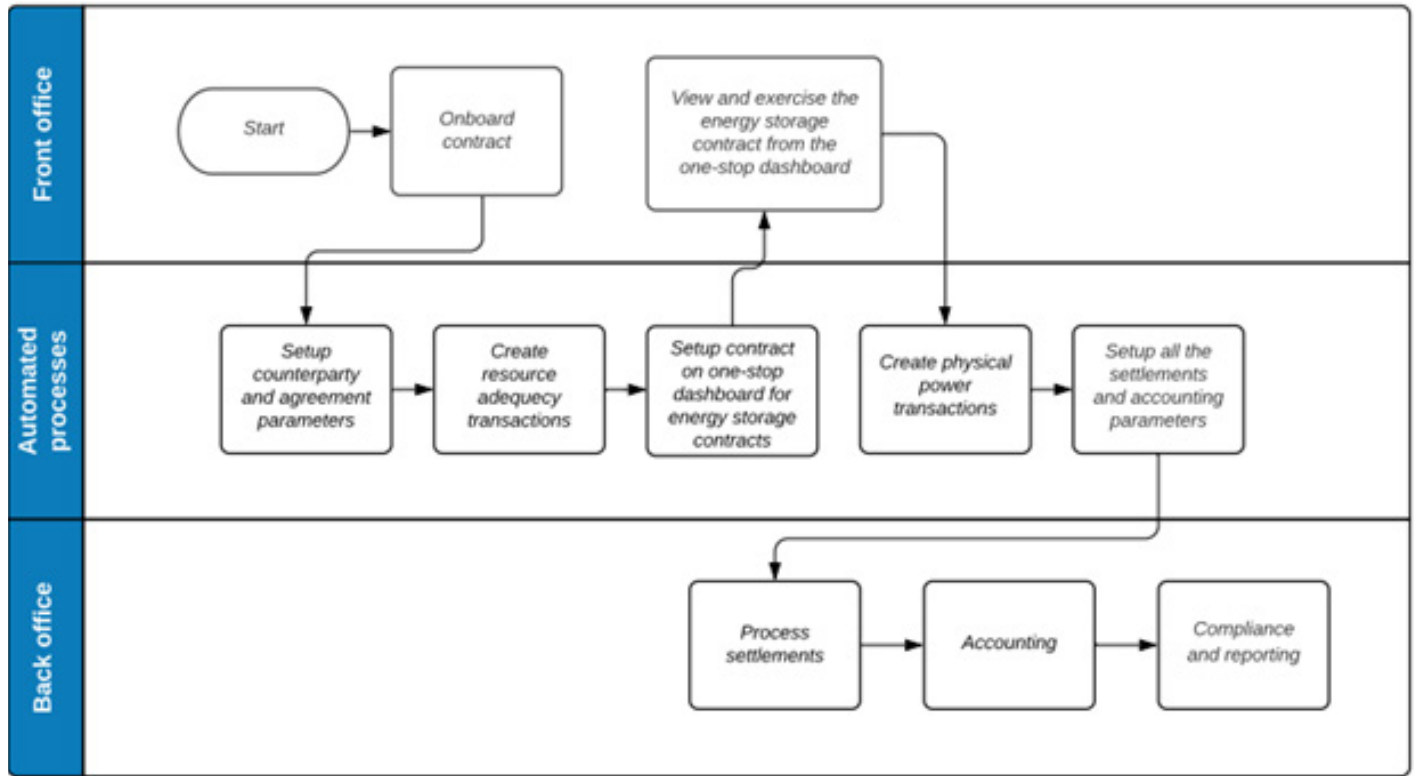 Front office
Start
Onboard
contract
View and exercise the
energy storage
contract from the
one-stop dashboard
Automated
processes
Setup
counterparty
and agreement
parameters
Create
resource
adequecy
transactions
Setup contract
on one-stop
dashboard for
energy storage
contracts
Create physical
power
transactions
Setup all the
settlements
and accounting
parameters
Back office
Process
settlements
Accounting
Compliance
and reporting